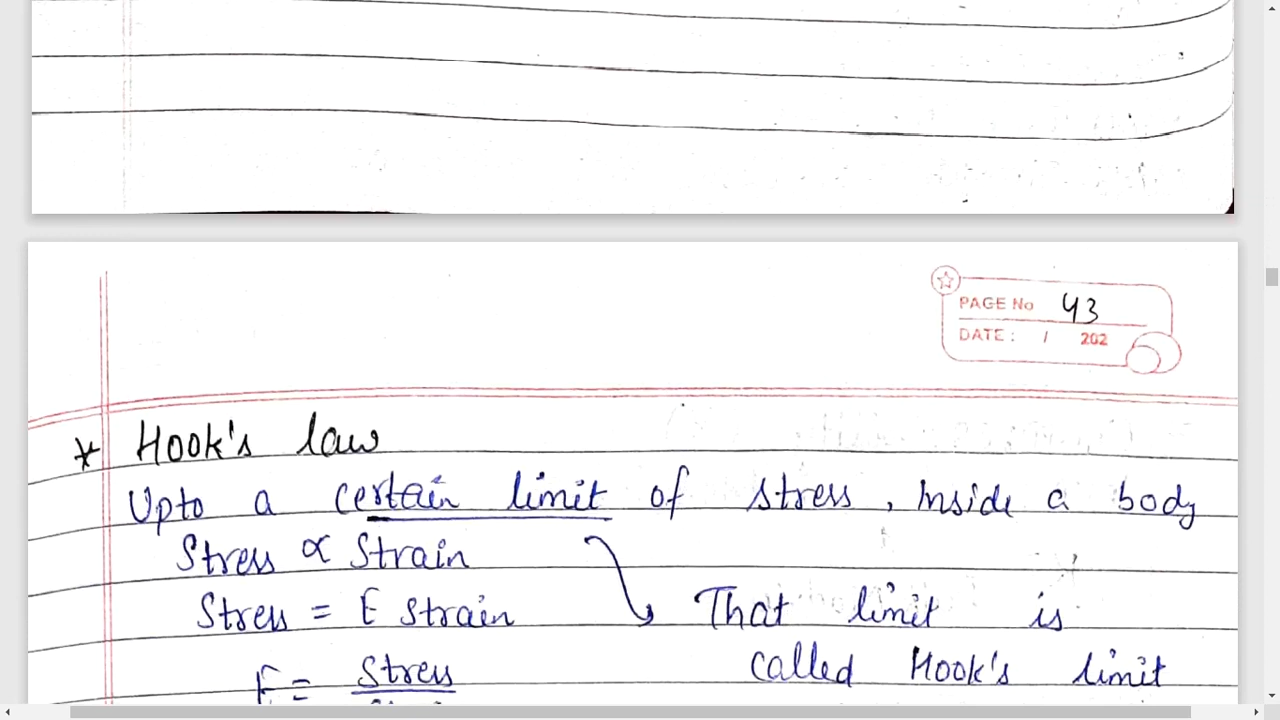 PAGE No 43
DATE : / 202
* Hook's law
Upto a certain limit of stress, inside a body
Stress ∝ Strain
Stress = E Strain
That limit is
called Hook's limit
E = Stress